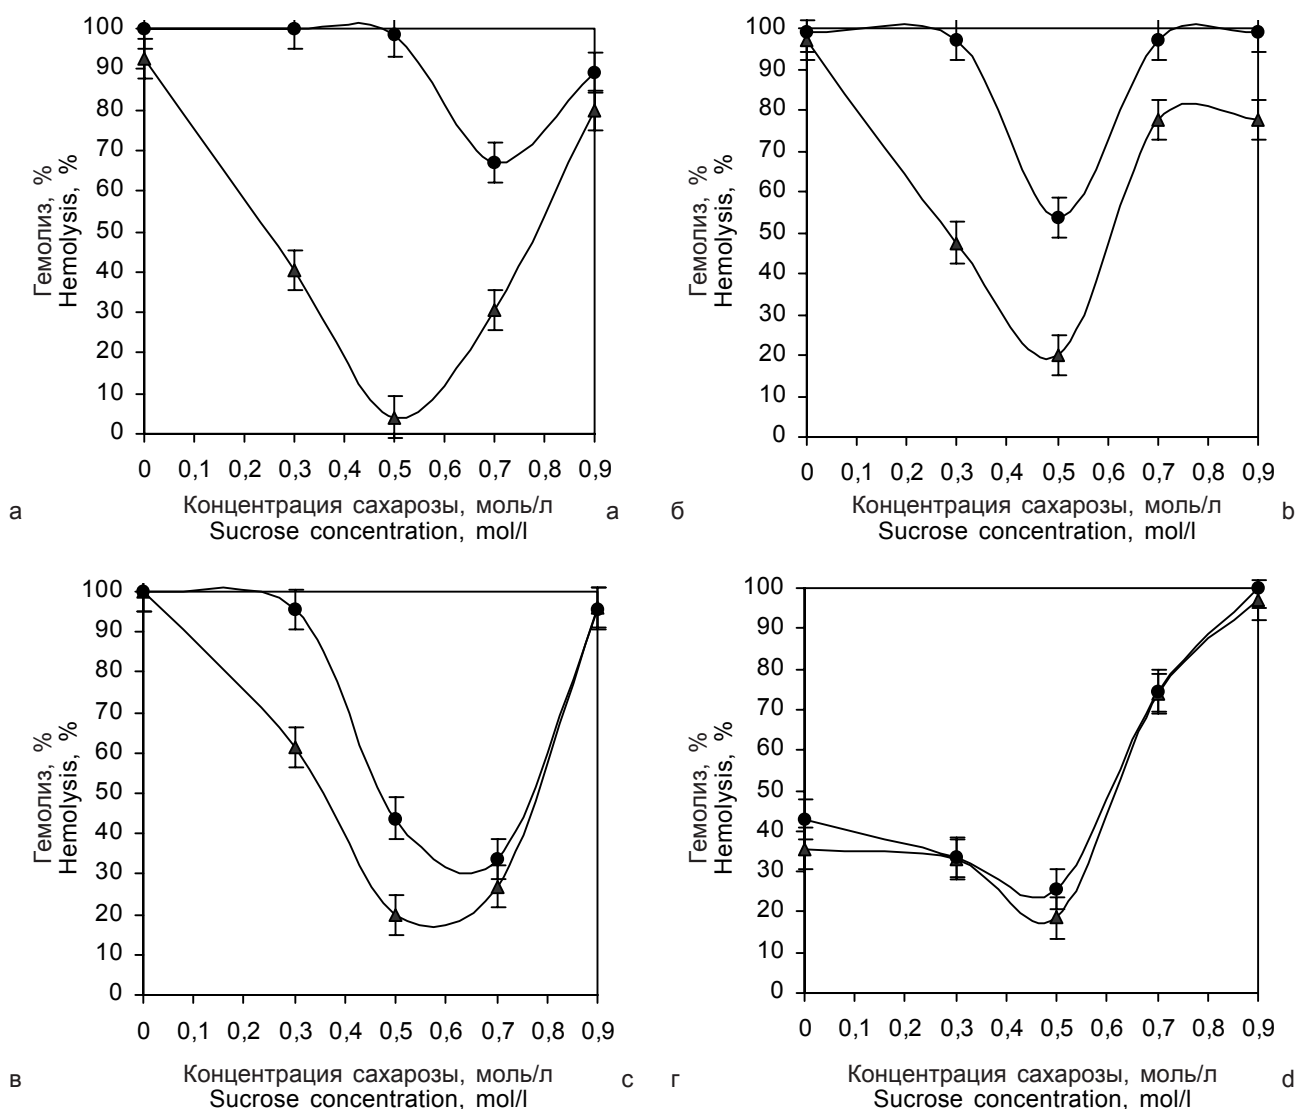 100
90
80
70
60
50
40
30
20
10
0
Гемолиз, %
Hemolysis, %
0 0,1 0,2 0,3 0,4 0,5 0,6 0,7 0,8 0,9
Концентрация сахарозы, моль/л
Sucrose concentration, mol/l
а
a
100
90
80
70
60
50
40
30
20
10
0
Гемолиз, %
Hemolysis, %
0 0,1 0,2 0,3 0,4 0,5 0,6 0,7 0,8 0,9
Концентрация сахарозы, моль/л
Sucrose concentration, mol/l
б
b
100
90
80
70
60
50
40
30
20
10
0
Гемолиз, %
Hemolysis, %
0 0,1 0,2 0,3 0,4 0,5 0,6 0,7 0,8 0,9
Концентрация сахарозы, моль/л
Sucrose concentration, mol/l
в
c
100
90
80
70
60
50
40
30
20
10
0
Гемолиз, %
Hemolysis, %
0 0,1 0,2 0,3 0,4 0,5 0,6 0,7 0,8 0,9
Концентрация сахарозы, моль/л
Sucrose concentration, mol/l
г
d